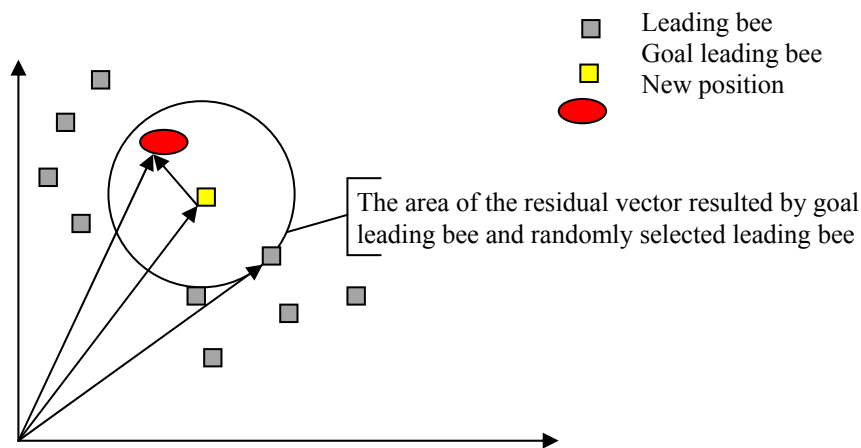 Leading bee
Goal leading bee
New position
The area of the residual vector resulted by goal
leading bee and randomly selected leading bee